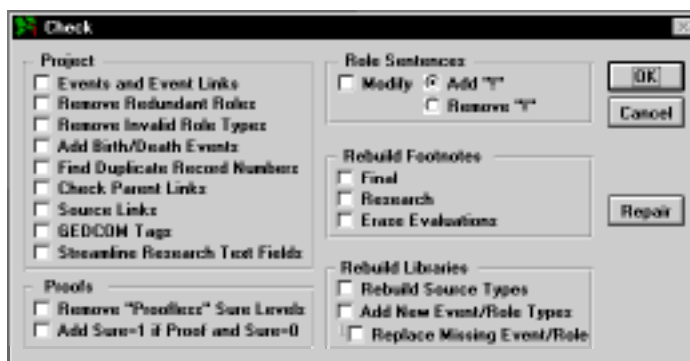 Check
Project
Events and Event Links
Remove Redundant Roles
Remove Invalid Role Types
Add Birth/Death Events
Find Duplicate Record Numbers
Check Parent Links
Source Links
GEDCOM Tags
Streamline Research Text Fields
Proofs
Remove "Proofless" Sure Levels
Add Sure=1 if Proof and Sure=0
Role Sentences
Modify Add "!"
Remove "!"
Rebuild Footnotes
Final
Research
Erase Evaluations
Rebuild Libraries
Rebuild Source Types
Add New Event/Role Types
Replace Missing Event/Role
OK
Cancel
Repair